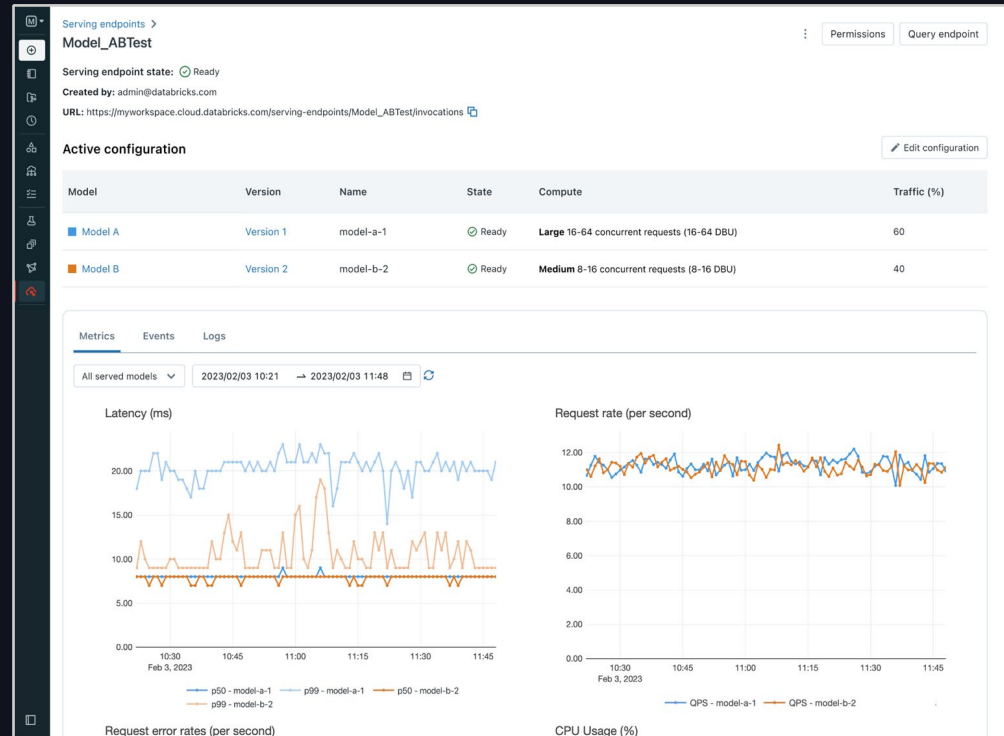 M
Serving endpoints >
Model_ABTest
Permissions
Query endpoint
Serving endpoint state: Ready
Created by: admin@databricks.com
URL: https://myworkspace.cloud.databricks.com/serving-endpoints/Model_ABTest/invocations
Active configuration
Edit configuration
Model Version Name State Compute Traffic (%)
Model A Version 1 model-a-1 Ready Large 16-64 concurrent requests (16-64 DBU) 60
Model B Version 2 model-b-2 Ready Medium 8-16 concurrent requests (8-16 DBU) 40
Metrics Events Logs
All served models 2023/02/03 10:21 → 2023/02/03 11:48
Latency (ms)
20.00
15.00
10.00
5.00
0.00
10:30 10:45 11:00 11:15 11:30 11:45
Feb 3, 2023
p50 - model-a-1 p99 - model-a-1 p50 - model-b-2
p99 - model-b-2
Request rate (per second)
12.00
10.00
8.00
6.00
4.00
2.00
0.00
10:30 10:45 11:00 11:15 11:30 11:45
Feb 3, 2023
QPS - model-a-1 QPS - model-b-2
Request error rates (per second)
CPU Usage (%)